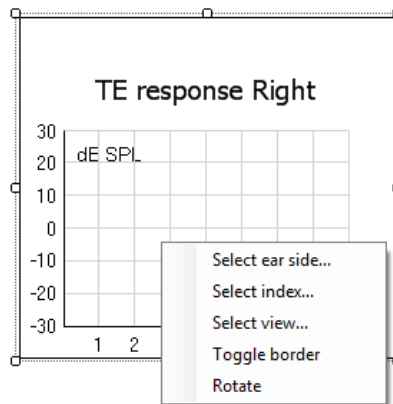 TE response Right
30
dE SPL
20
10
0
-10
-20
-30
1 2
Select ear side...
Select index...
Select view...
Toggle border
Rotate